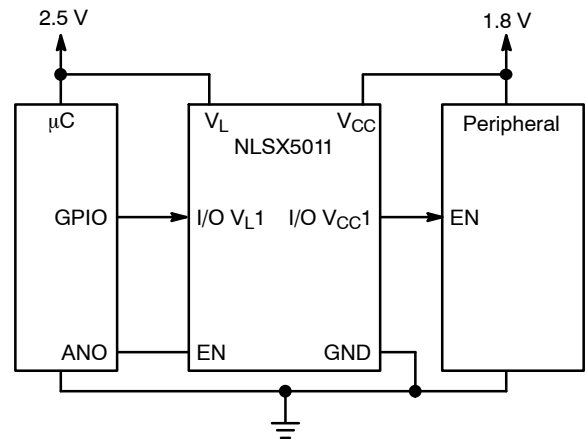 2.5 V
1.8 V
μC
V_L
V_CC
Peripheral
NLSX5011
GPIO
I/O V_L1
I/O V_CC1
EN
ANO
EN
GND